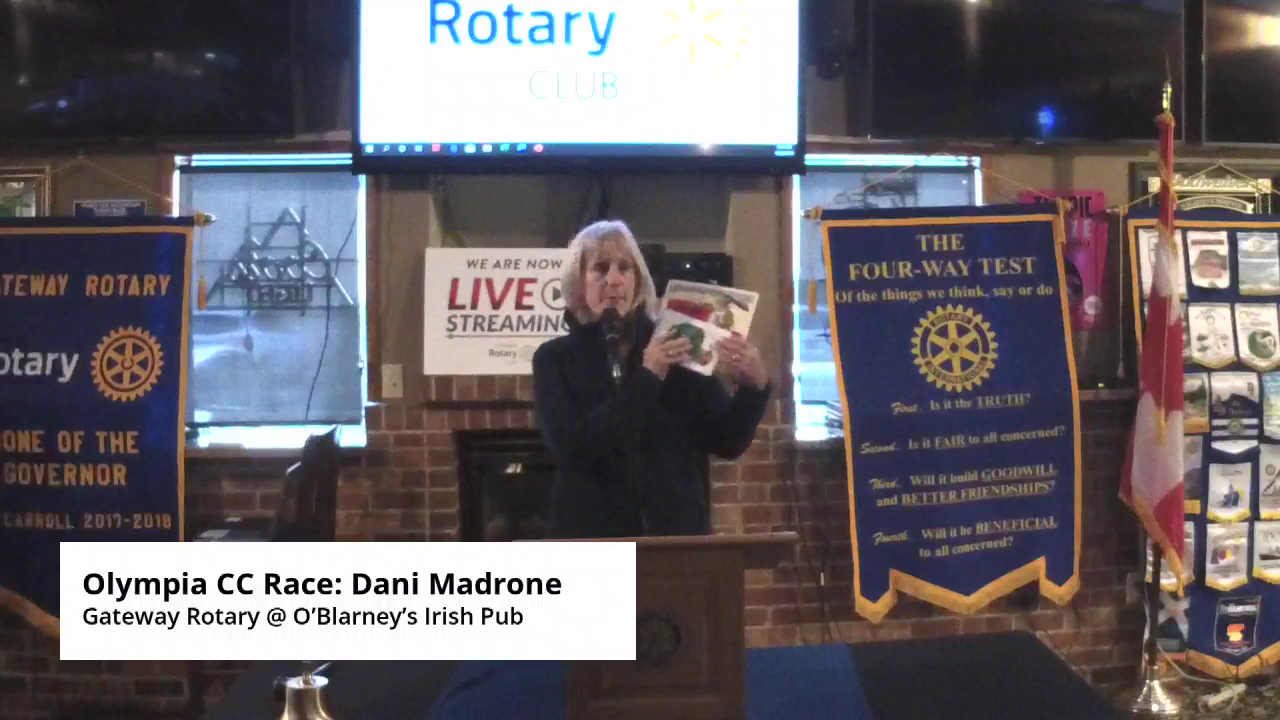 Rotary
CLUB
WE ARE NOW
LIVE
STREAMING
Rotary
ATEWAY ROTARY
otary
ONE OF THE
GOVERNOR
CARROLL 2017-2018
THE
FOUR-WAY TEST
Of the things we think, say or do
ROTARY
INTERNATIONAL
First.. Is it the TRUTH?
Second.. Is it FAIR to all concerned?
Third.. Will it build GOODWILL
and BETTER FRIENDSHIPS?
Fourth.. Will it be BENEFICIAL
to all concerned?
Olympia CC Race: Dani Madrone
Gateway Rotary @ O’Blarney’s Irish Pub